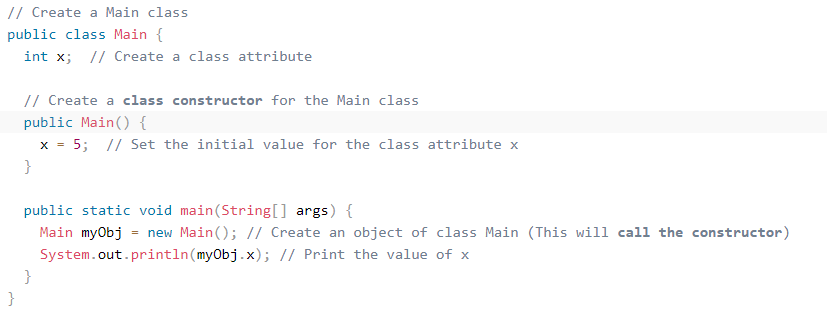 // Create a Main class
public class Main {
  int x;  // Create a class attribute

  // Create a class constructor for the Main class
  public Main() {
    x = 5;  // Set the initial value for the class attribute x
  }

  public static void main(String[] args) {
    Main myObj = new Main(); // Create an object of class Main (This will call the constructor)
    System.out.println(myObj.x); // Print the value of x
  }
}